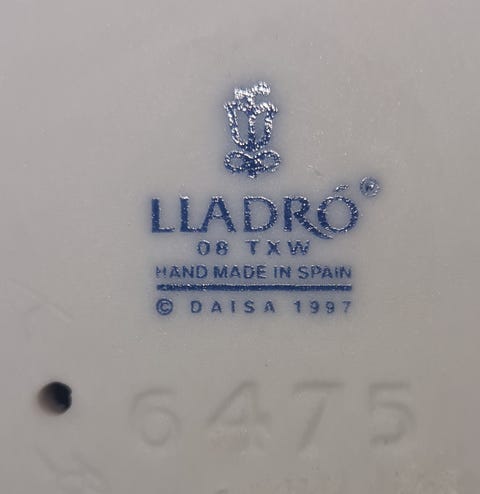 LLADRÓ®
08 TXW
HAND MADE IN SPAIN
© DAISA 1997
6475